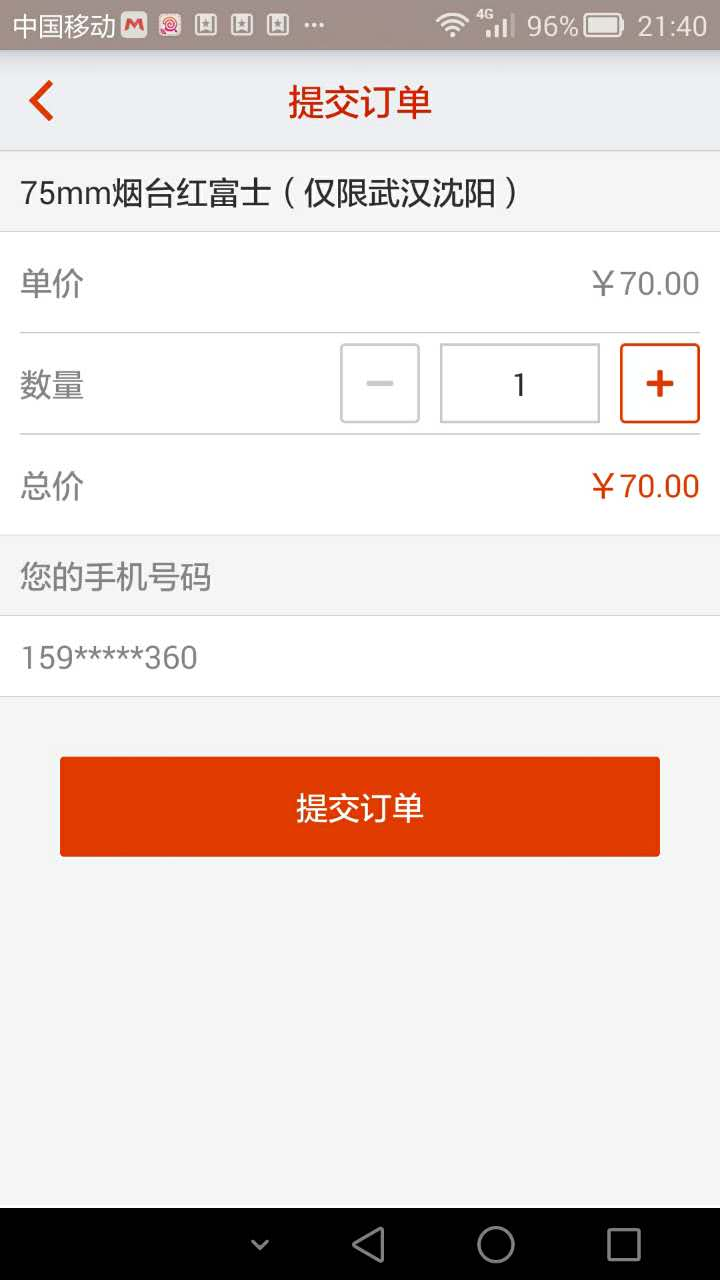 中国移动 4G 96% 21:40
提交订单
75mm烟台红富士（仅限武汉沈阳）
单价 ￥70.00
数量 1
总价 ￥70.00
您的手机号码
159*****360
提交订单